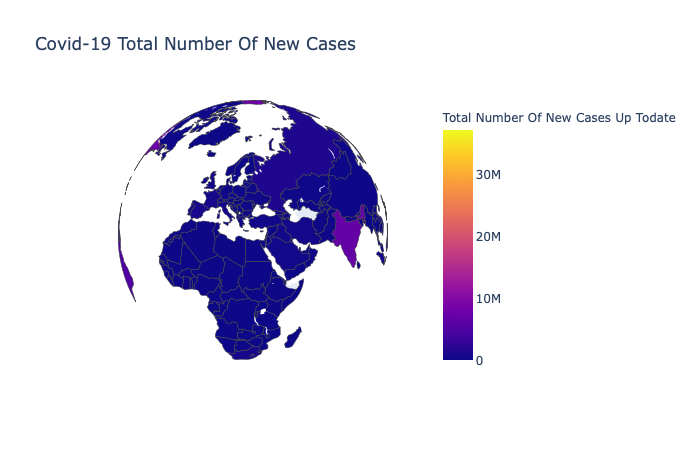 Covid-19 Total Number Of New Cases
Total Number Of New Cases Up Todate
30M
20M
10M
0